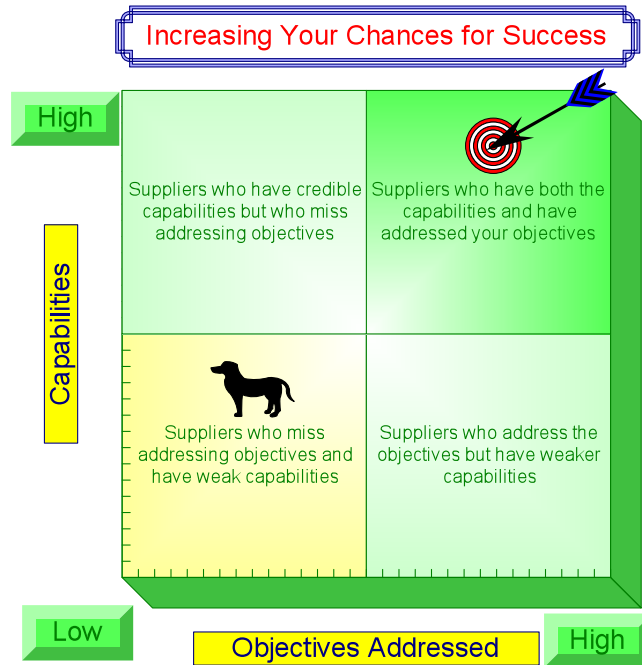 Increasing Your Chances for Success
High
Suppliers who have credible
capabilities but who miss
addressing objectives
Suppliers who have both the
capabilities and have
addressed your objectives
Capabilities
Suppliers who miss
addressing objectives and
have weak capabilities
Suppliers who address the
objectives but have weaker
capabilities
Low
Objectives Addressed
High